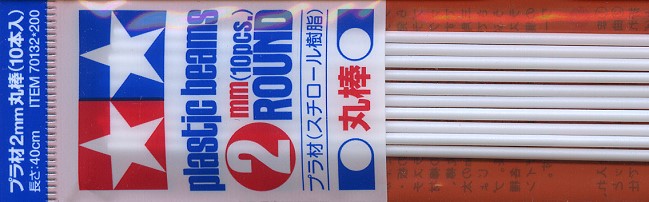 プラ材2mm丸棒(10本入)
長さ:40cm ITEM 70132*200
plastic beams
2 mm(10pcs.)
ROUND
プラ材(スチロール樹脂)
○丸棒○